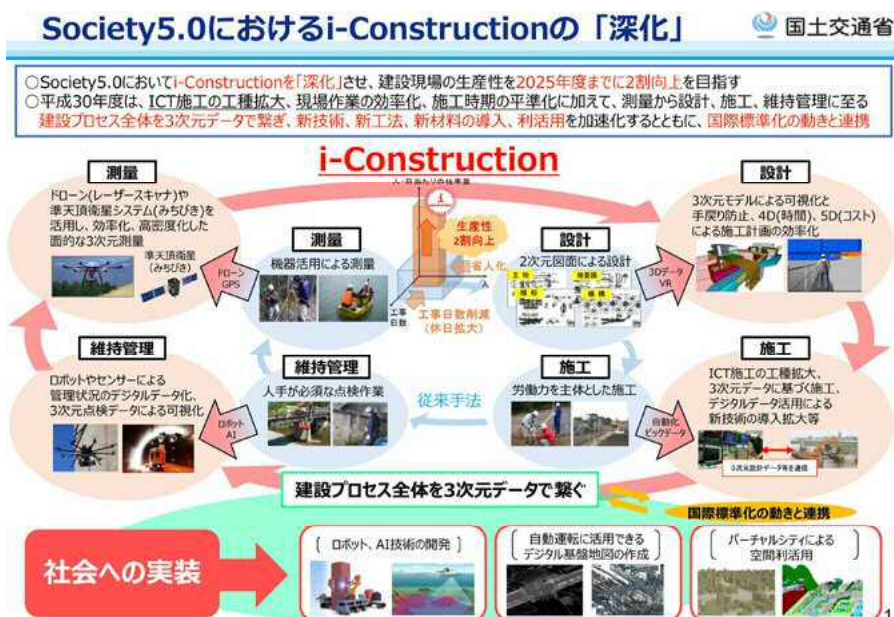 Society5.0におけるi-Constructionの「深化」
国土交通省
○Society5.0においてi-Constructionを「深化」させ、建設現場の生産性を2025年度までに2割向上を目指す
○平成30年度は、ICT施工の工種拡大、現場作業の効率化、施工時期の平準化に加えて、測量から設計、施工、維持管理に至る
建設プロセス全体を3次元データで繋ぎ、新技術、新工法、新材料の導入、利活用を加速化するとともに、国際標準化の動きと連携
i-Construction
測量
ドローン(レーザースキャナ)や
準天頂衛星システム(みちびき)を
活用し、効率化、高密度化した
面的な3次元測量
準天頂衛星
(みちびき)
ドローン
GPS
測量
機器活用による測量
人・日当たりの仕事量
生産性
2割向上
省人化
人
工事
日数
工事日数削減
(休日拡大)
設計
2次元図面による設計
3Dデータ
VR
設計
3次元モデルによる可視化と
手戻り防止、4D(時間)、5D(コスト)
による施工計画の効率化
維持管理
ロボットやセンサーによる
管理状況のデジタルデータ化、
3次元点検データによる可視化
ロボット
AI
維持管理
人手が必須な点検作業
従来手法
施工
労働力を主体とした施工
自動化
ビックデータ
施工
ICT施工の工種拡大、
3次元データに基づく施工、
デジタルデータ活用による
新技術の導入拡大等
3次元設計データ等を通信
建設プロセス全体を3次元データで繋ぐ
国際標準化の動きと連携
社会への実装
ロボット、AI技術の開発
自動運転に活用できる
デジタル基盤地図の作成
バーチャルシティによる
空間利活用
1